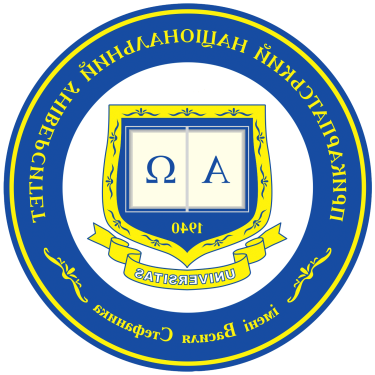 ПРИКАРПАТСЬКИЙ НАЦІОНАЛЬНИЙ УНІВЕРСИТЕТ
Α Ω
1940
UNIVERSITAS
імені Василя Стефаника